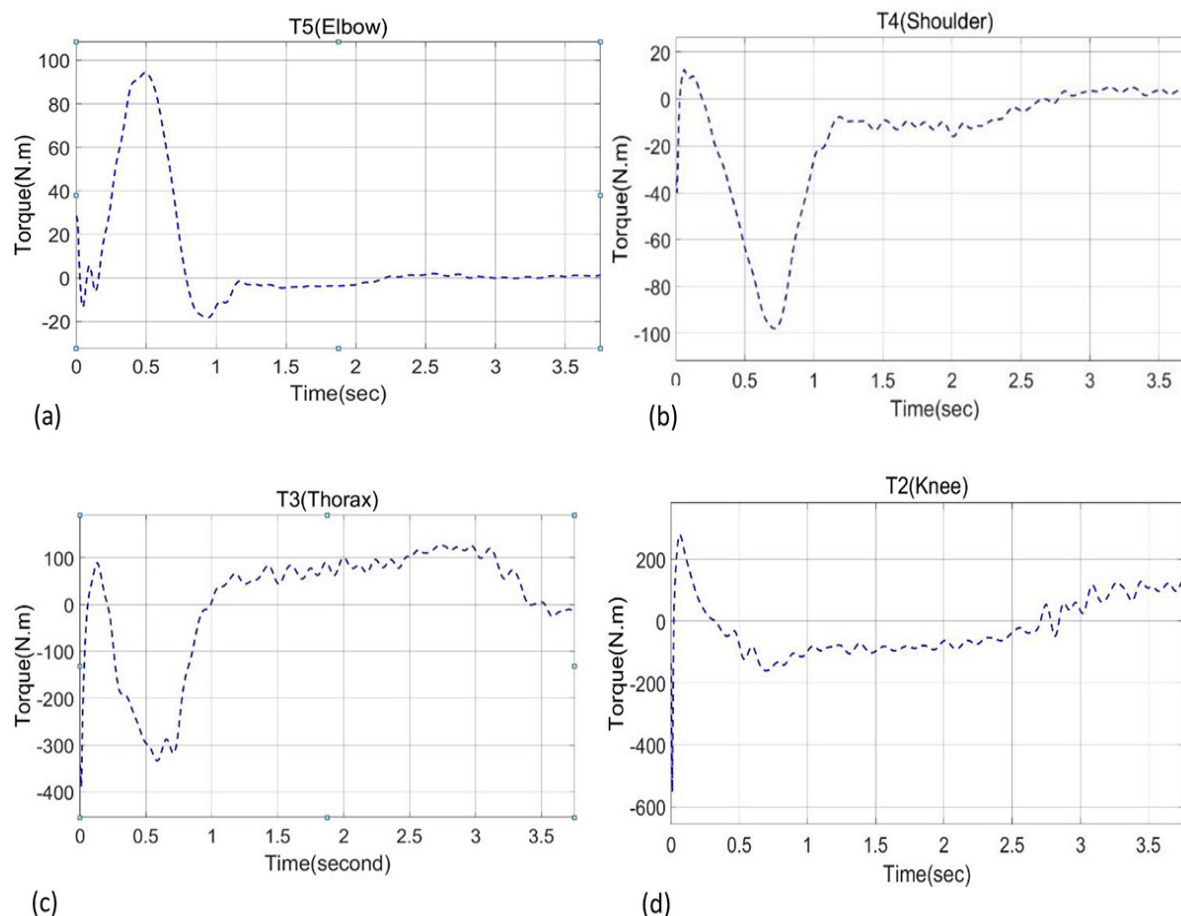 T5(Elbow)
100
80
60
40
20
0
-20
Torque(N.m)
0 0.5 1 1.5 2 2.5 3 3.5
Time(sec)
(a)
T4(Shoulder)
20
0
-20
-40
-60
-80
-100
Torque(N.m)
0 0.5 1 1.5 2 2.5 3 3.5
Time(sec)
(b)
T3(Thorax)
100
0
-100
-200
-300
-400
Torque(N.m)
0 0.5 1 1.5 2 2.5 3 3.5
Time(second)
(c)
T2(Knee)
200
0
-200
-400
-600
Torque(N.m)
0 0.5 1 1.5 2 2.5 3 3.5
Time(sec)
(d)